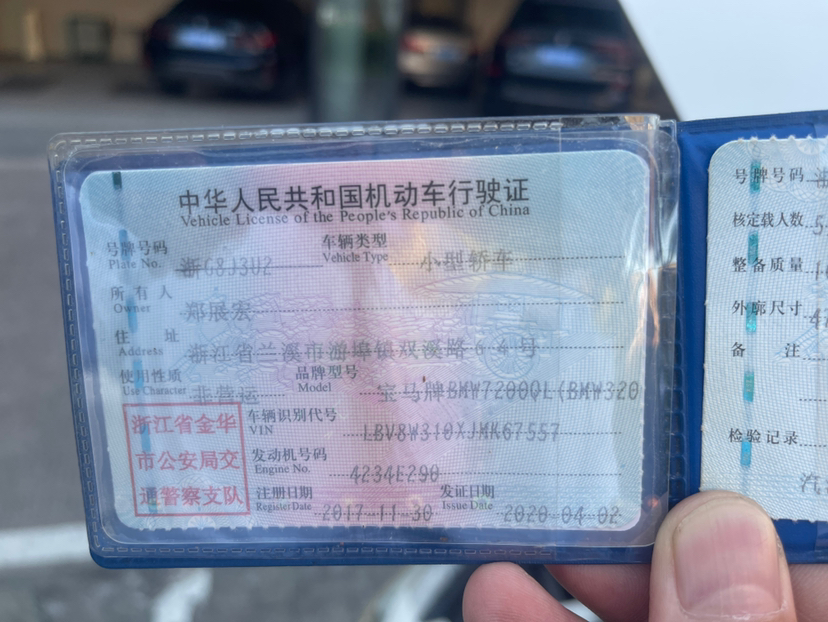 中华人民共和国机动车行驶证
Vehicle License of the People's Republic of China
号牌号码 Plate No. 浙G8J3U2 车辆类型 Vehicle Type 小型轿车
所有人 Owner 郑展宏
住址 Address 浙江省兰溪市游埠镇双溪路64号
使用性质 Use Character 非营运 品牌型号 Model 宝马牌BMW7200QL(BMW320
浙江省金华
市公安局交
通警察支队
车辆识别代号 VIN LBV8W310XJMK67557
发动机号码 Engine No. 4234E290
注册日期 Register Date 2017-11-30 发证日期 Issue Date 2020-04-02
号牌号码
核定载人数 5
整备质量
外廓尺寸
备注
检验记录